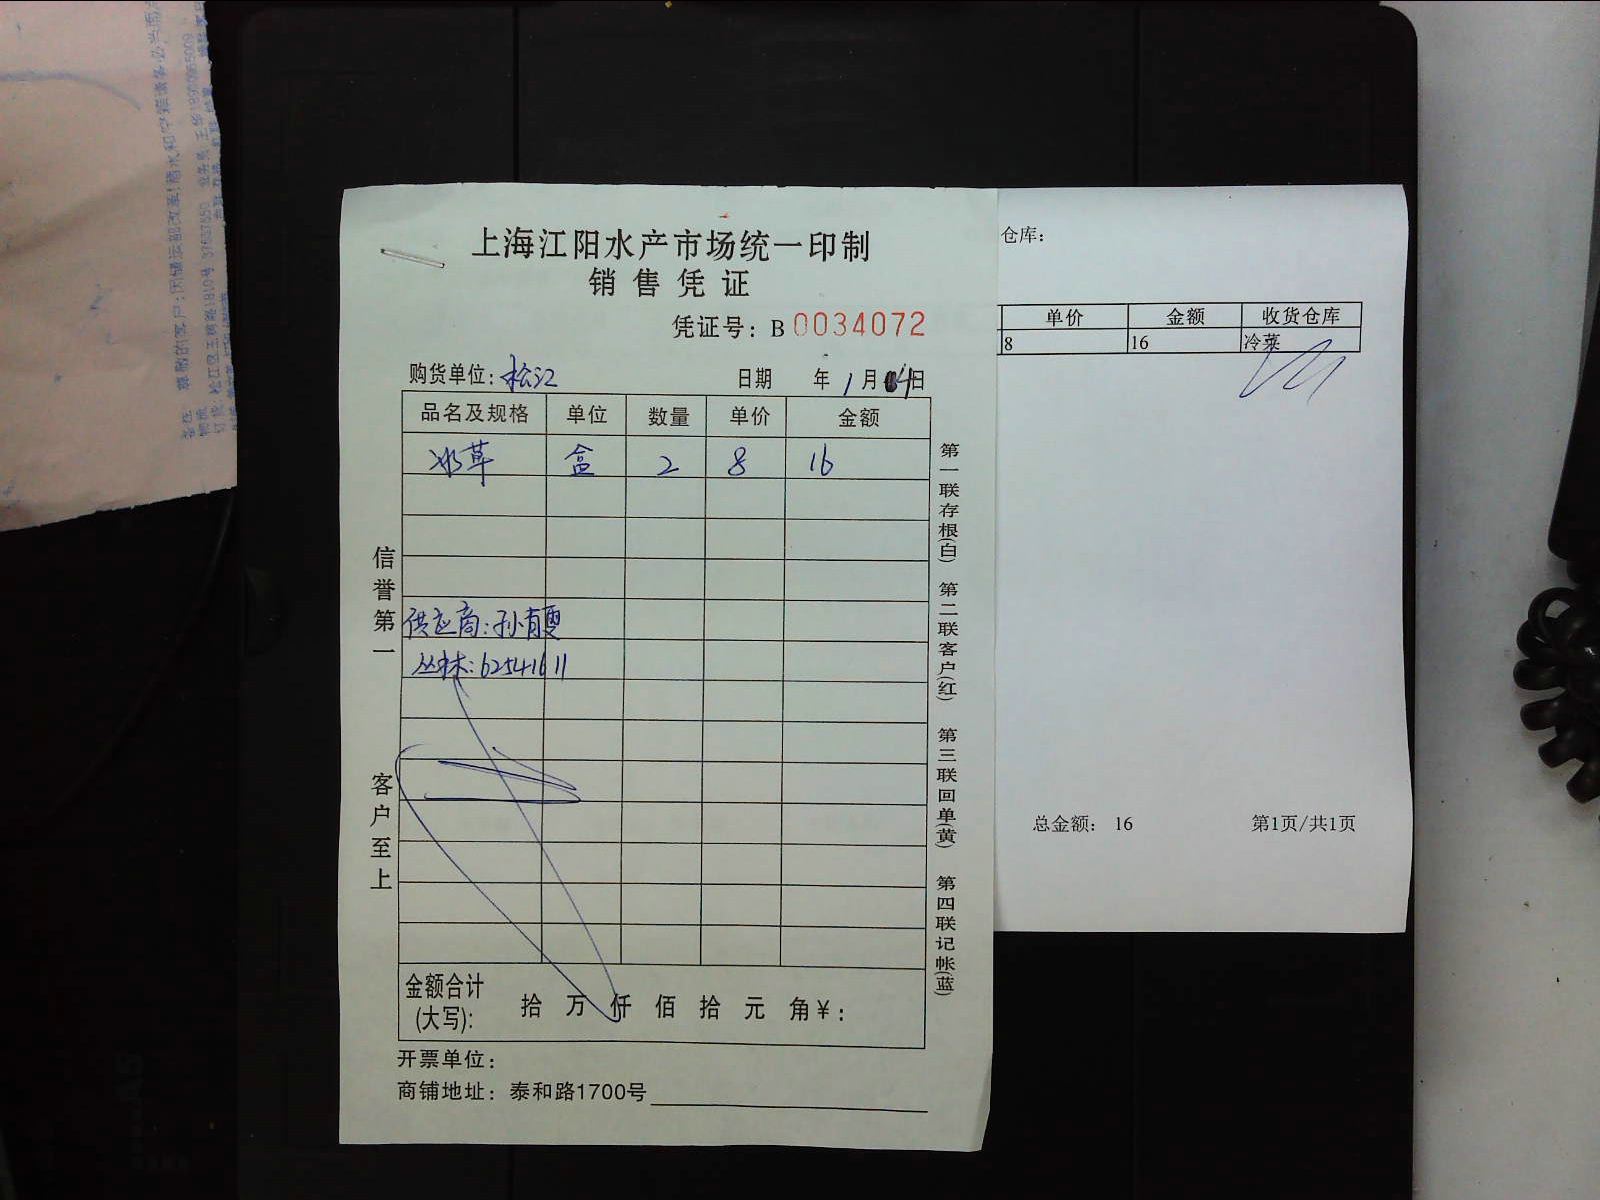 上海江阳水产市场统一印制
销售凭证
凭证号：B 0034072
购货单位：松江 日期 年 1 月 04 日
品名及规格 单位 数量 单价 金额
冰草 盒 2 8 16
供应商：孙育
丛林：62541611
信誉第一
客户至上
第一联存根(白) 第二联客户(红) 第三联回单(黄) 第四联记帐(蓝)
金额合计
(大写)： 拾 万 仟 佰 拾 元 角 ¥：
开票单位：
商铺地址：泰和路1700号
仓库：
单价 金额 收货仓库
8 16 冷菜
总金额： 16 第1页/共1页